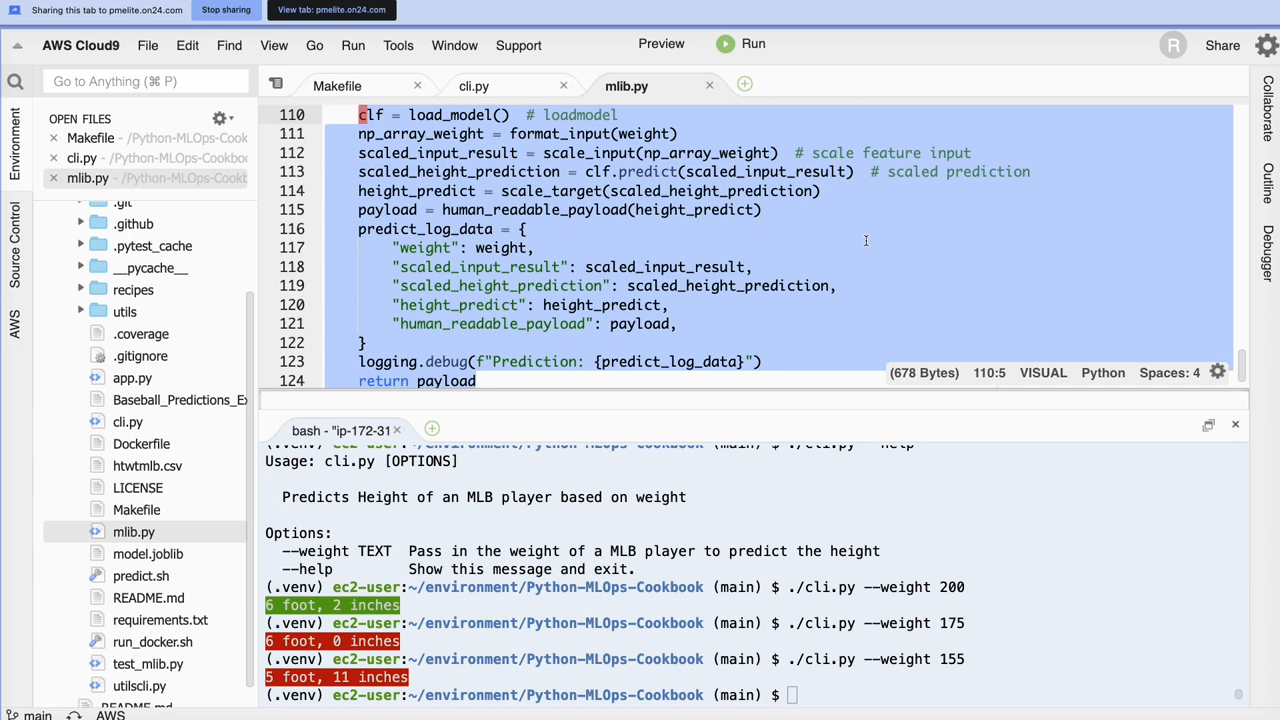 Sharing this tab to pmelite.on24.com Stop sharing View tab: pmelite.on24.com
AWS Cloud9 File Edit Find View Go Run Tools Window Support Preview Run R Share
Go to Anything (⌘ P)
Makefile cli.py mlib.py
Environment
Source Control
AWS
Collaborate
Outline
Debugger
OPEN FILES
Makefile - /Python-MLOps-Cookb
cli.py - /Python-MLOps-Cookboo
mlib.py - /Python-MLOps-Cookb
.git
.github
.pytest_cache
__pycache__
recipes
utils
.coverage
.gitignore
app.py
Baseball_Predictions_Ex
cli.py
Dockerfile
htwtmlb.csv
LICENSE
Makefile
mlib.py
model.joblib
predict.sh
README.md
requirements.txt
run_docker.sh
test_mlib.py
utilscli.py
README.md
110 clf = load_model()  # loadmodel
111 np_array_weight = format_input(weight)
112 scaled_input_result = scale_input(np_array_weight)  # scale feature input
113 scaled_height_prediction = clf.predict(scaled_input_result)  # scaled prediction
114 height_predict = scale_target(scaled_height_prediction)
115 payload = human_readable_payload(height_predict)
116 predict_log_data = {
117     "weight": weight,
118     "scaled_input_result": scaled_input_result,
119     "scaled_height_prediction": scaled_height_prediction,
120     "height_predict": height_predict,
121     "human_readable_payload": payload,
122 }
123 logging.debug(f"Prediction: {predict_log_data}")
124 return payload
(678 Bytes) 110:5 VISUAL Python Spaces: 4
bash - "ip-172-31
(.venv) ec2-user:~/environment/Python-MLOps-Cookbook (main) $ ./cli.py --help
Usage: cli.py [OPTIONS]
Predicts Height of an MLB player based on weight
Options:
--weight TEXT  Pass in the weight of a MLB player to predict the height
--help         Show this message and exit.
(.venv) ec2-user:~/environment/Python-MLOps-Cookbook (main) $ ./cli.py --weight 200
6 foot, 2 inches
(.venv) ec2-user:~/environment/Python-MLOps-Cookbook (main) $ ./cli.py --weight 175
6 foot, 0 inches
(.venv) ec2-user:~/environment/Python-MLOps-Cookbook (main) $ ./cli.py --weight 155
5 foot, 11 inches
(.venv) ec2-user:~/environment/Python-MLOps-Cookbook (main) $
main AWS